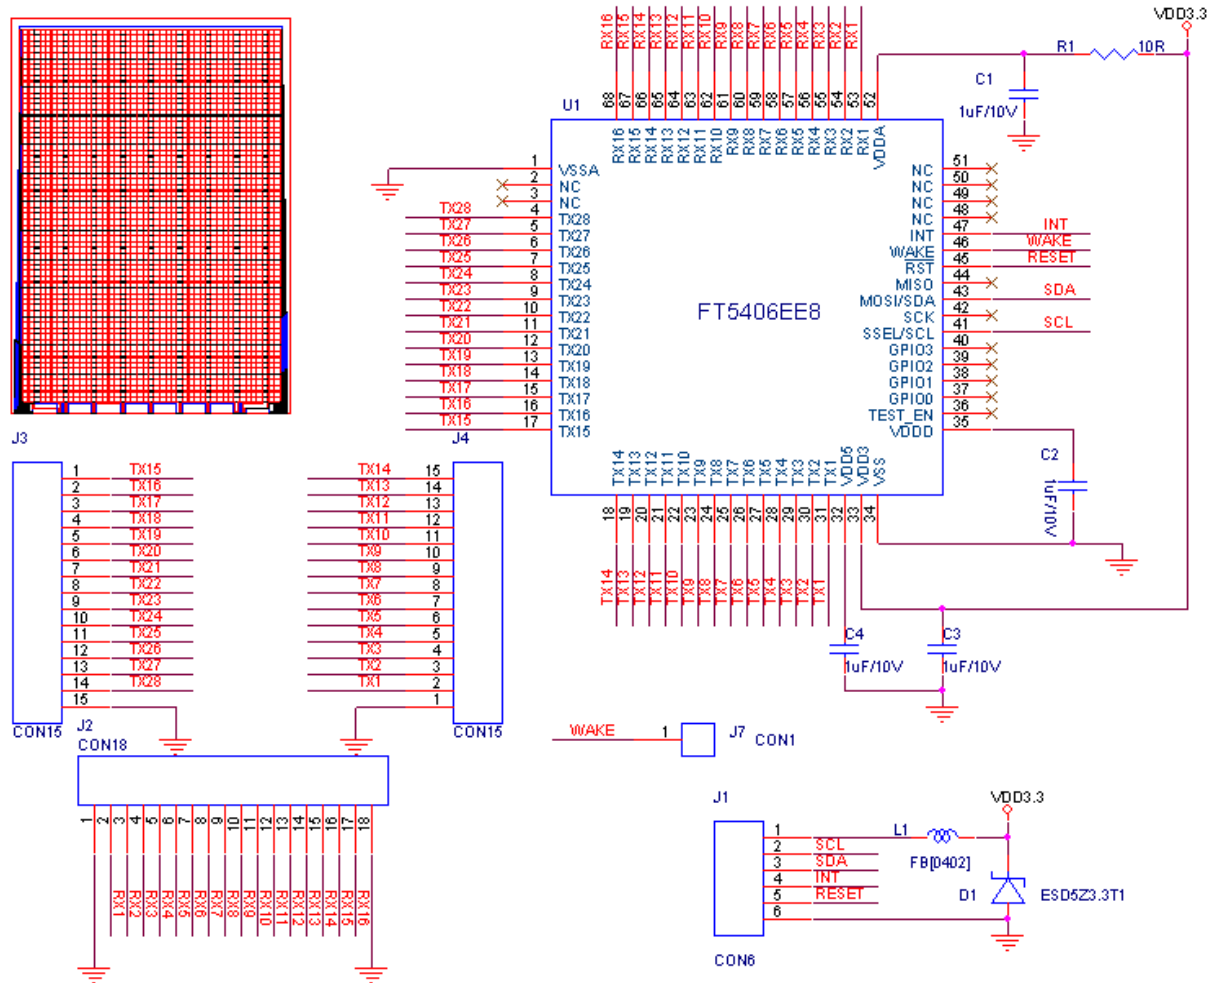 VDD3.3
RX16
RX15
RX14
RX13
RX12
RX11
RX10
RX9
RX8
RX7
RX6
RX5
RX4
RX3
RX2
RX1
R1 10R
C1
1uF/10V
U1
68 67 66 65 64 63 62 61 60 59 58 57 56 55 54 53 52
RX16 RX15 RX14 RX13 RX12 RX11 RX10 RX9 RX8 RX7 RX6 RX5 RX4 RX3 RX2 RX1 VDDA
1 VSSA
2 NC
3 NC
TX28 4 TX28
TX27 5 TX27
TX26 6 TX26
TX25 7 TX25
TX24 8 TX24
TX23 9 TX23
TX22 10 TX22
TX21 11 TX21
TX20 12 TX20
TX19 13 TX19
TX18 14 TX18
TX17 15 TX17
TX16 16 TX16
TX15 17 TX15
FT5406EE8
NC 51
NC 50
NC 49
NC 48
INT 47 INT
WAKE 46 WAKE
RST 45 RESET
MISO 44
MOSI/SDA 43 SDA
SCK 42
SSEL/SCL 41 SCL
GPIO3 40
GPIO2 39
GPIO1 38
GPIO0 37
TEST_EN 36
VDDD 35
TX14 TX13 TX12 TX11 TX10 TX9 TX8 TX7 TX6 TX5 TX4 TX3 TX2 TX1 VDD5 VDD3 VSS
18 19 20 21 22 23 24 25 26 27 28 29 30 31 32 33 34
TX14 TX13 TX12 TX11 TX10 TX9 TX8 TX7 TX6 TX5 TX4 TX3 TX2 TX1
C2
1uF/10V
C4
1uF/10V
C3
1uF/10V
J3
1 TX15
2 TX16
3 TX17
4 TX18
5 TX19
6 TX20
7 TX21
8 TX22
9 TX23
10 TX24
11 TX25
12 TX26
13 TX27
14 TX28
15
CON15
J4
TX14 15
TX13 14
TX12 13
TX11 12
TX10 11
TX9 10
TX8 9
TX7 8
TX6 7
TX5 6
TX4 5
TX3 4
TX2 3
TX1 2
1
CON15
J2
CON18
1 2 3 4 5 6 7 8 9 10 11 12 13 14 15 16 17 18
RX1 RX2 RX3 RX4 RX5 RX6 RX7 RX8 RX9 RX10 RX11 RX12 RX13 RX14 RX15 RX16
WAKE 1 J7 CON1
J1
VDD3.3
1 L1
2 SCL
3 SDA
4 INT
5 RESET
6
FB[0402]
D1 ESD5Z3.3T1
CON6